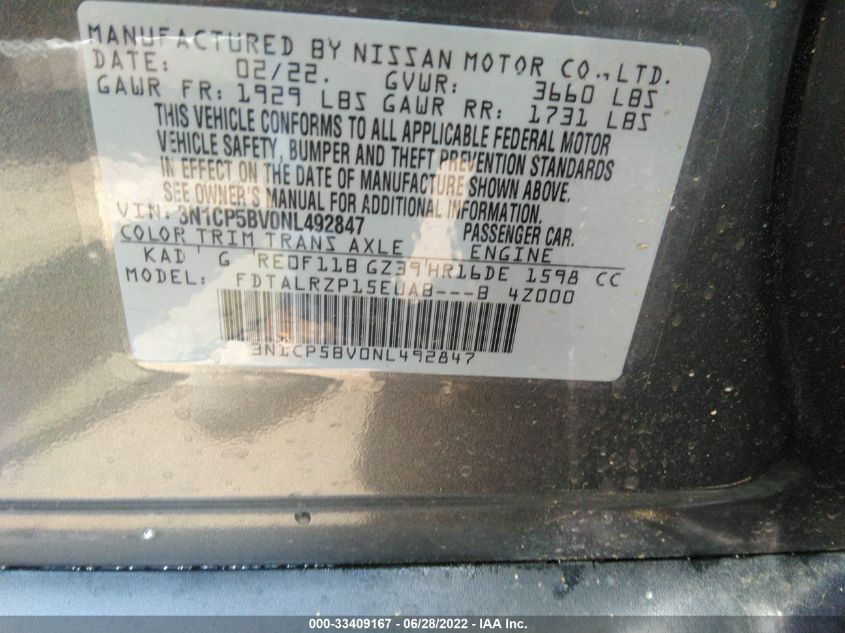 MANUFACTURED BY NISSAN MOTOR CO.,LTD.
DATE: 02/22. GVWR: 3660 LBS
GAWR FR: 1929 LBS GAWR RR: 1731 LBS
THIS VEHICLE CONFORMS TO ALL APPLICABLE FEDERAL MOTOR
VEHICLE SAFETY, BUMPER AND THEFT PREVENTION STANDARDS
IN EFFECT ON THE DATE OF MANUFACTURE SHOWN ABOVE.
SEE OWNER'S MANUAL FOR ADDITIONAL INFORMATION.
VIN: 3N1CP5BV0NL492847 PASSENGER CAR.
COLOR TRIM TRANS AXLE ENGINE
KAD G RE0F11B GZ39 HR16DE 1598 CC
MODEL: FDTALRZP15EUAB---B 4Z000
3N1CP5BV0NL492847
000-33409167 - 06/28/2022 - IAA Inc.